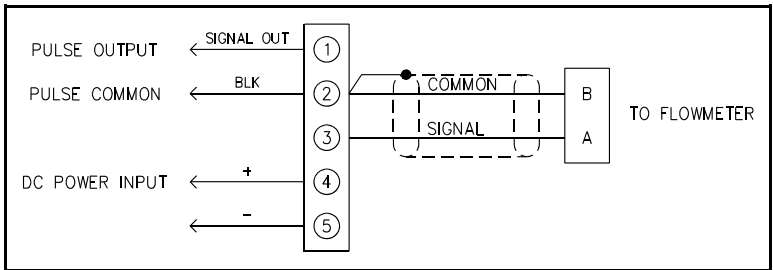 PULSE OUTPUT SIGNAL OUT 1
PULSE COMMON BLK 2 COMMON B
TO FLOWMETER
3 SIGNAL A
DC POWER INPUT + 4
- 5